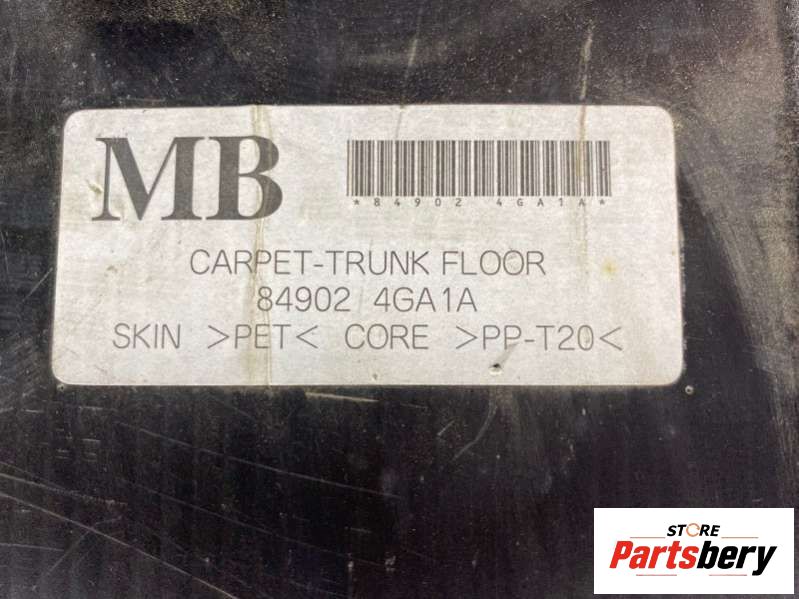 MB
*84902 4GA1A*
CARPET-TRUNK FLOOR
84902 4GA1A
SKIN >PET< CORE >PP-T20<
STORE
Partsbery